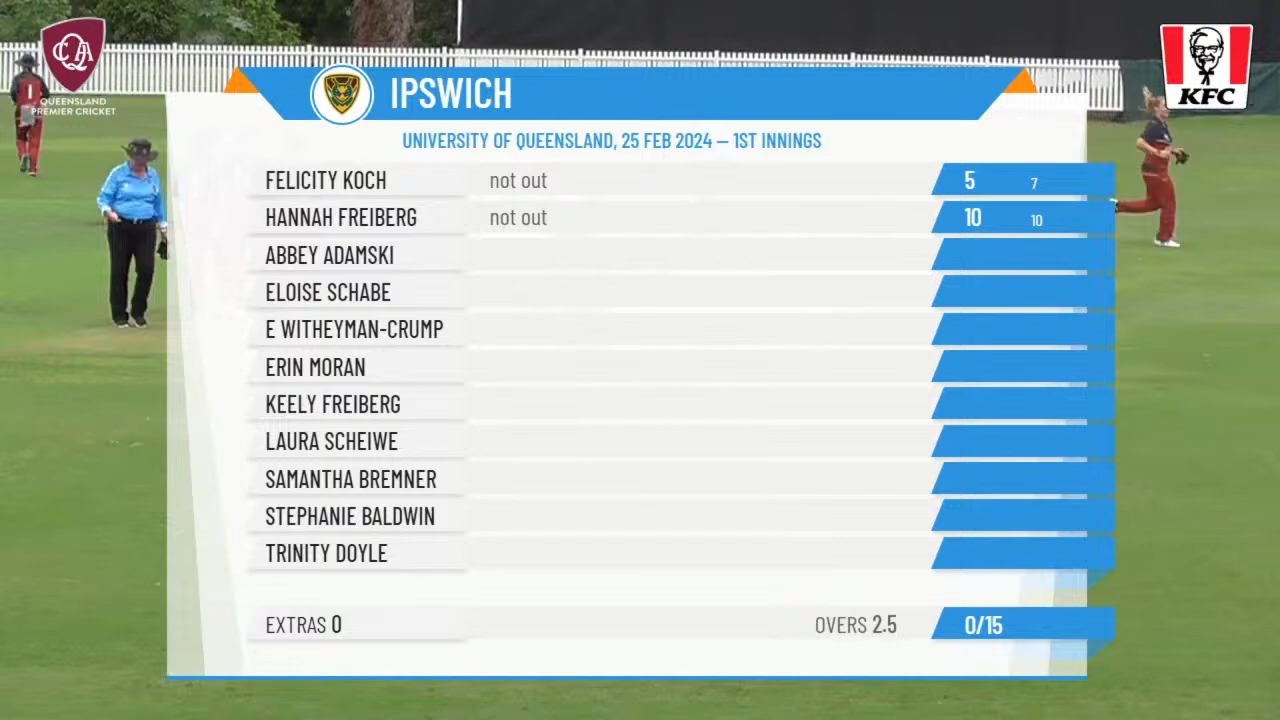 QUEENSLAND
PREMIER CRICKET
KFC
IPSWICH
UNIVERSITY OF QUEENSLAND, 25 FEB 2024 – 1ST INNINGS
FELICITY KOCH not out 5 7
HANNAH FREIBERG not out 10 10
ABBEY ADAMSKI
ELOISE SCHABE
E WITHEYMAN-CRUMP
ERIN MORAN
KEELY FREIBERG
LAURA SCHEIWE
SAMANTHA BREMNER
STEPHANIE BALDWIN
TRINITY DOYLE
EXTRAS 0 OVERS 2.5 0/15